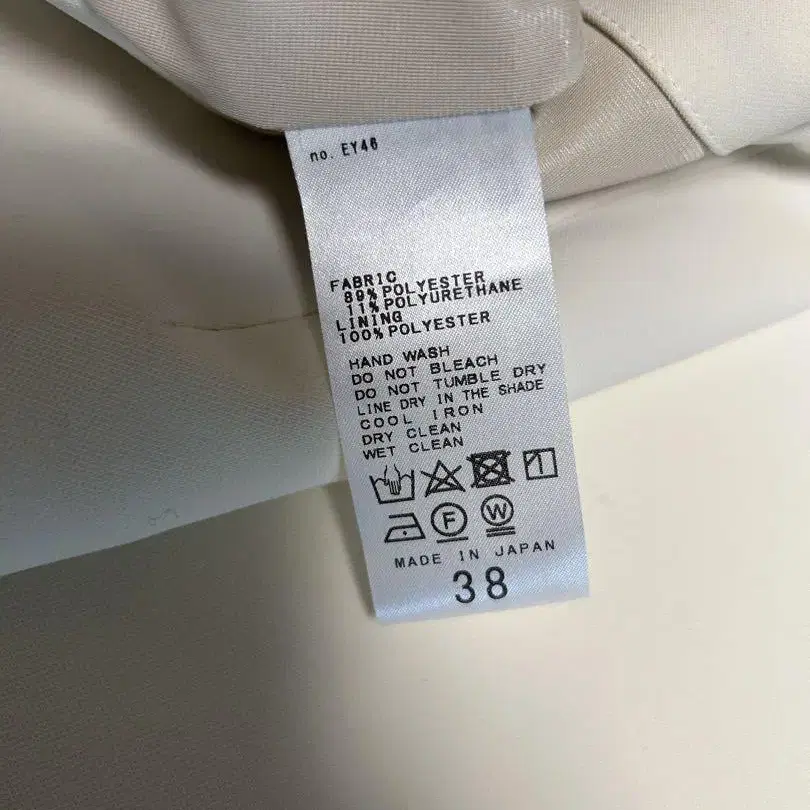 no. EY46
FABRIC
89%POLYESTER
11%POLYURETHANE
LINING
100%POLYESTER
HAND WASH
DO NOT BLEACH
DO NOT TUMBLE DRY
LINE DRY IN THE SHADE
COOL IRON
DRY CLEAN
WET CLEAN
F W
MADE IN JAPAN
38